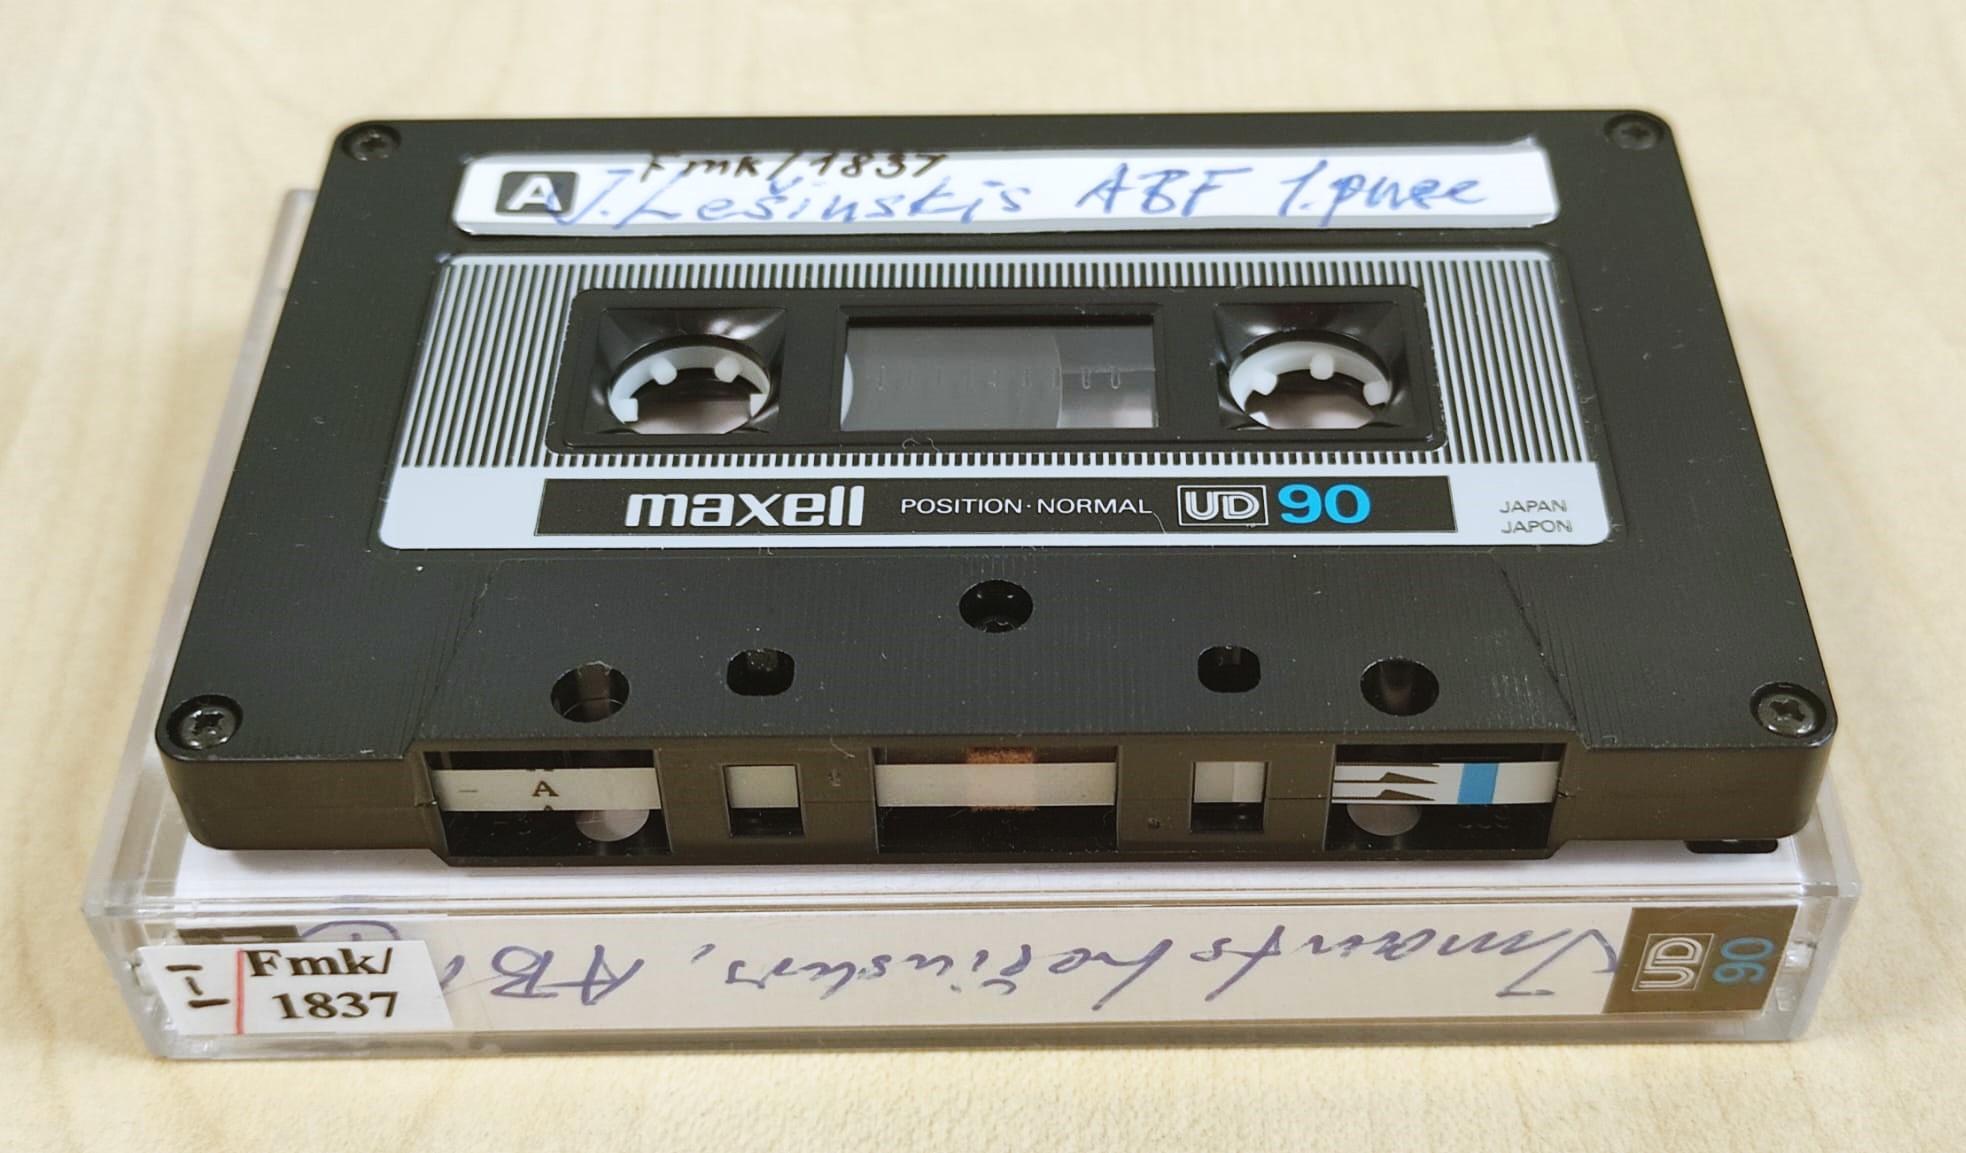 Fmk/1837
A J. Lešinskis ABF 1. puse
maxell POSITION·NORMAL UD 90
JAPAN
JAPON
A
Imants Lešinskis, AB
UD 90
Fmk/
1837